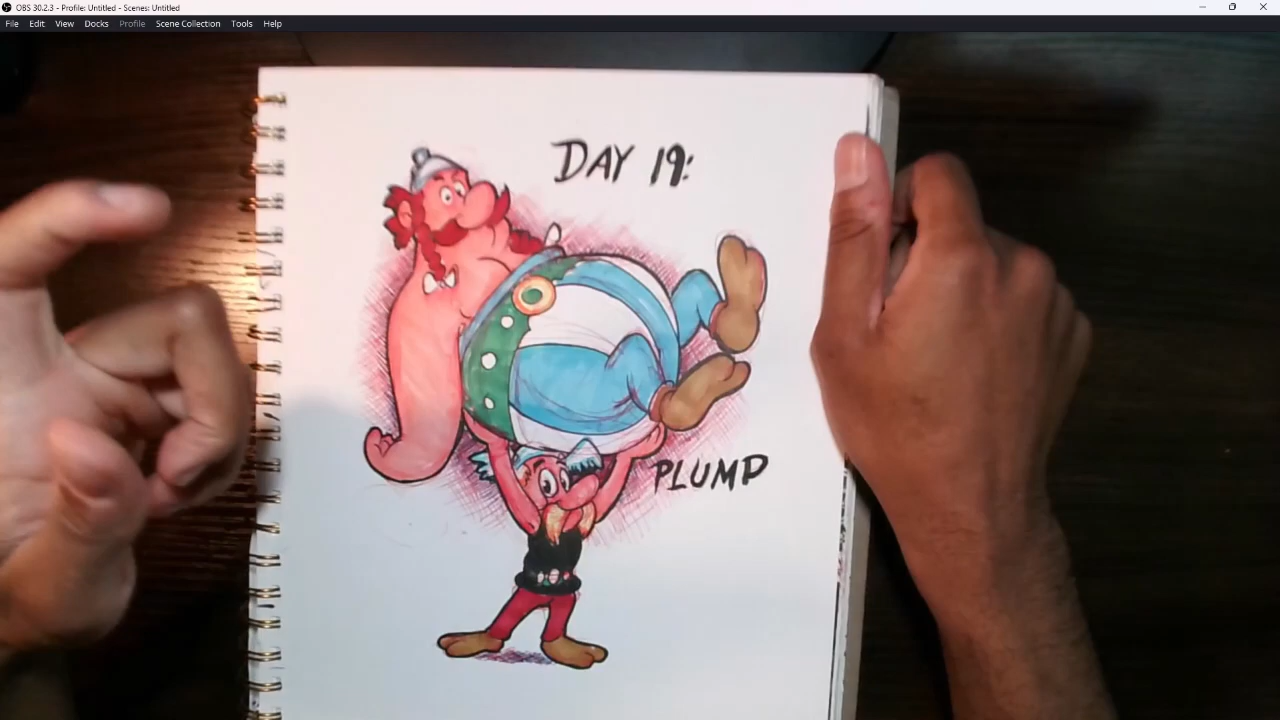 OBS 30.2.3 - Profile: Untitled - Scenes: Untitled
File Edit View Docks Profile Scene Collection Tools Help
DAY 19:
PLUMP